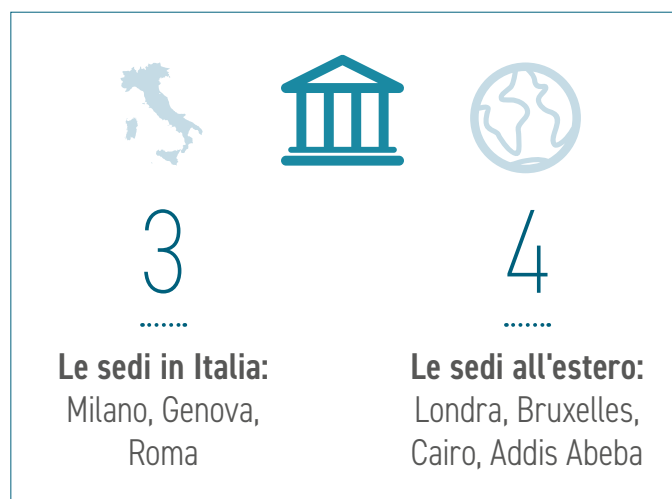 3
Le sedi in Italia:
Milano, Genova,
Roma
4
Le sedi all'estero:
Londra, Bruxelles,
Cairo, Addis Abeba